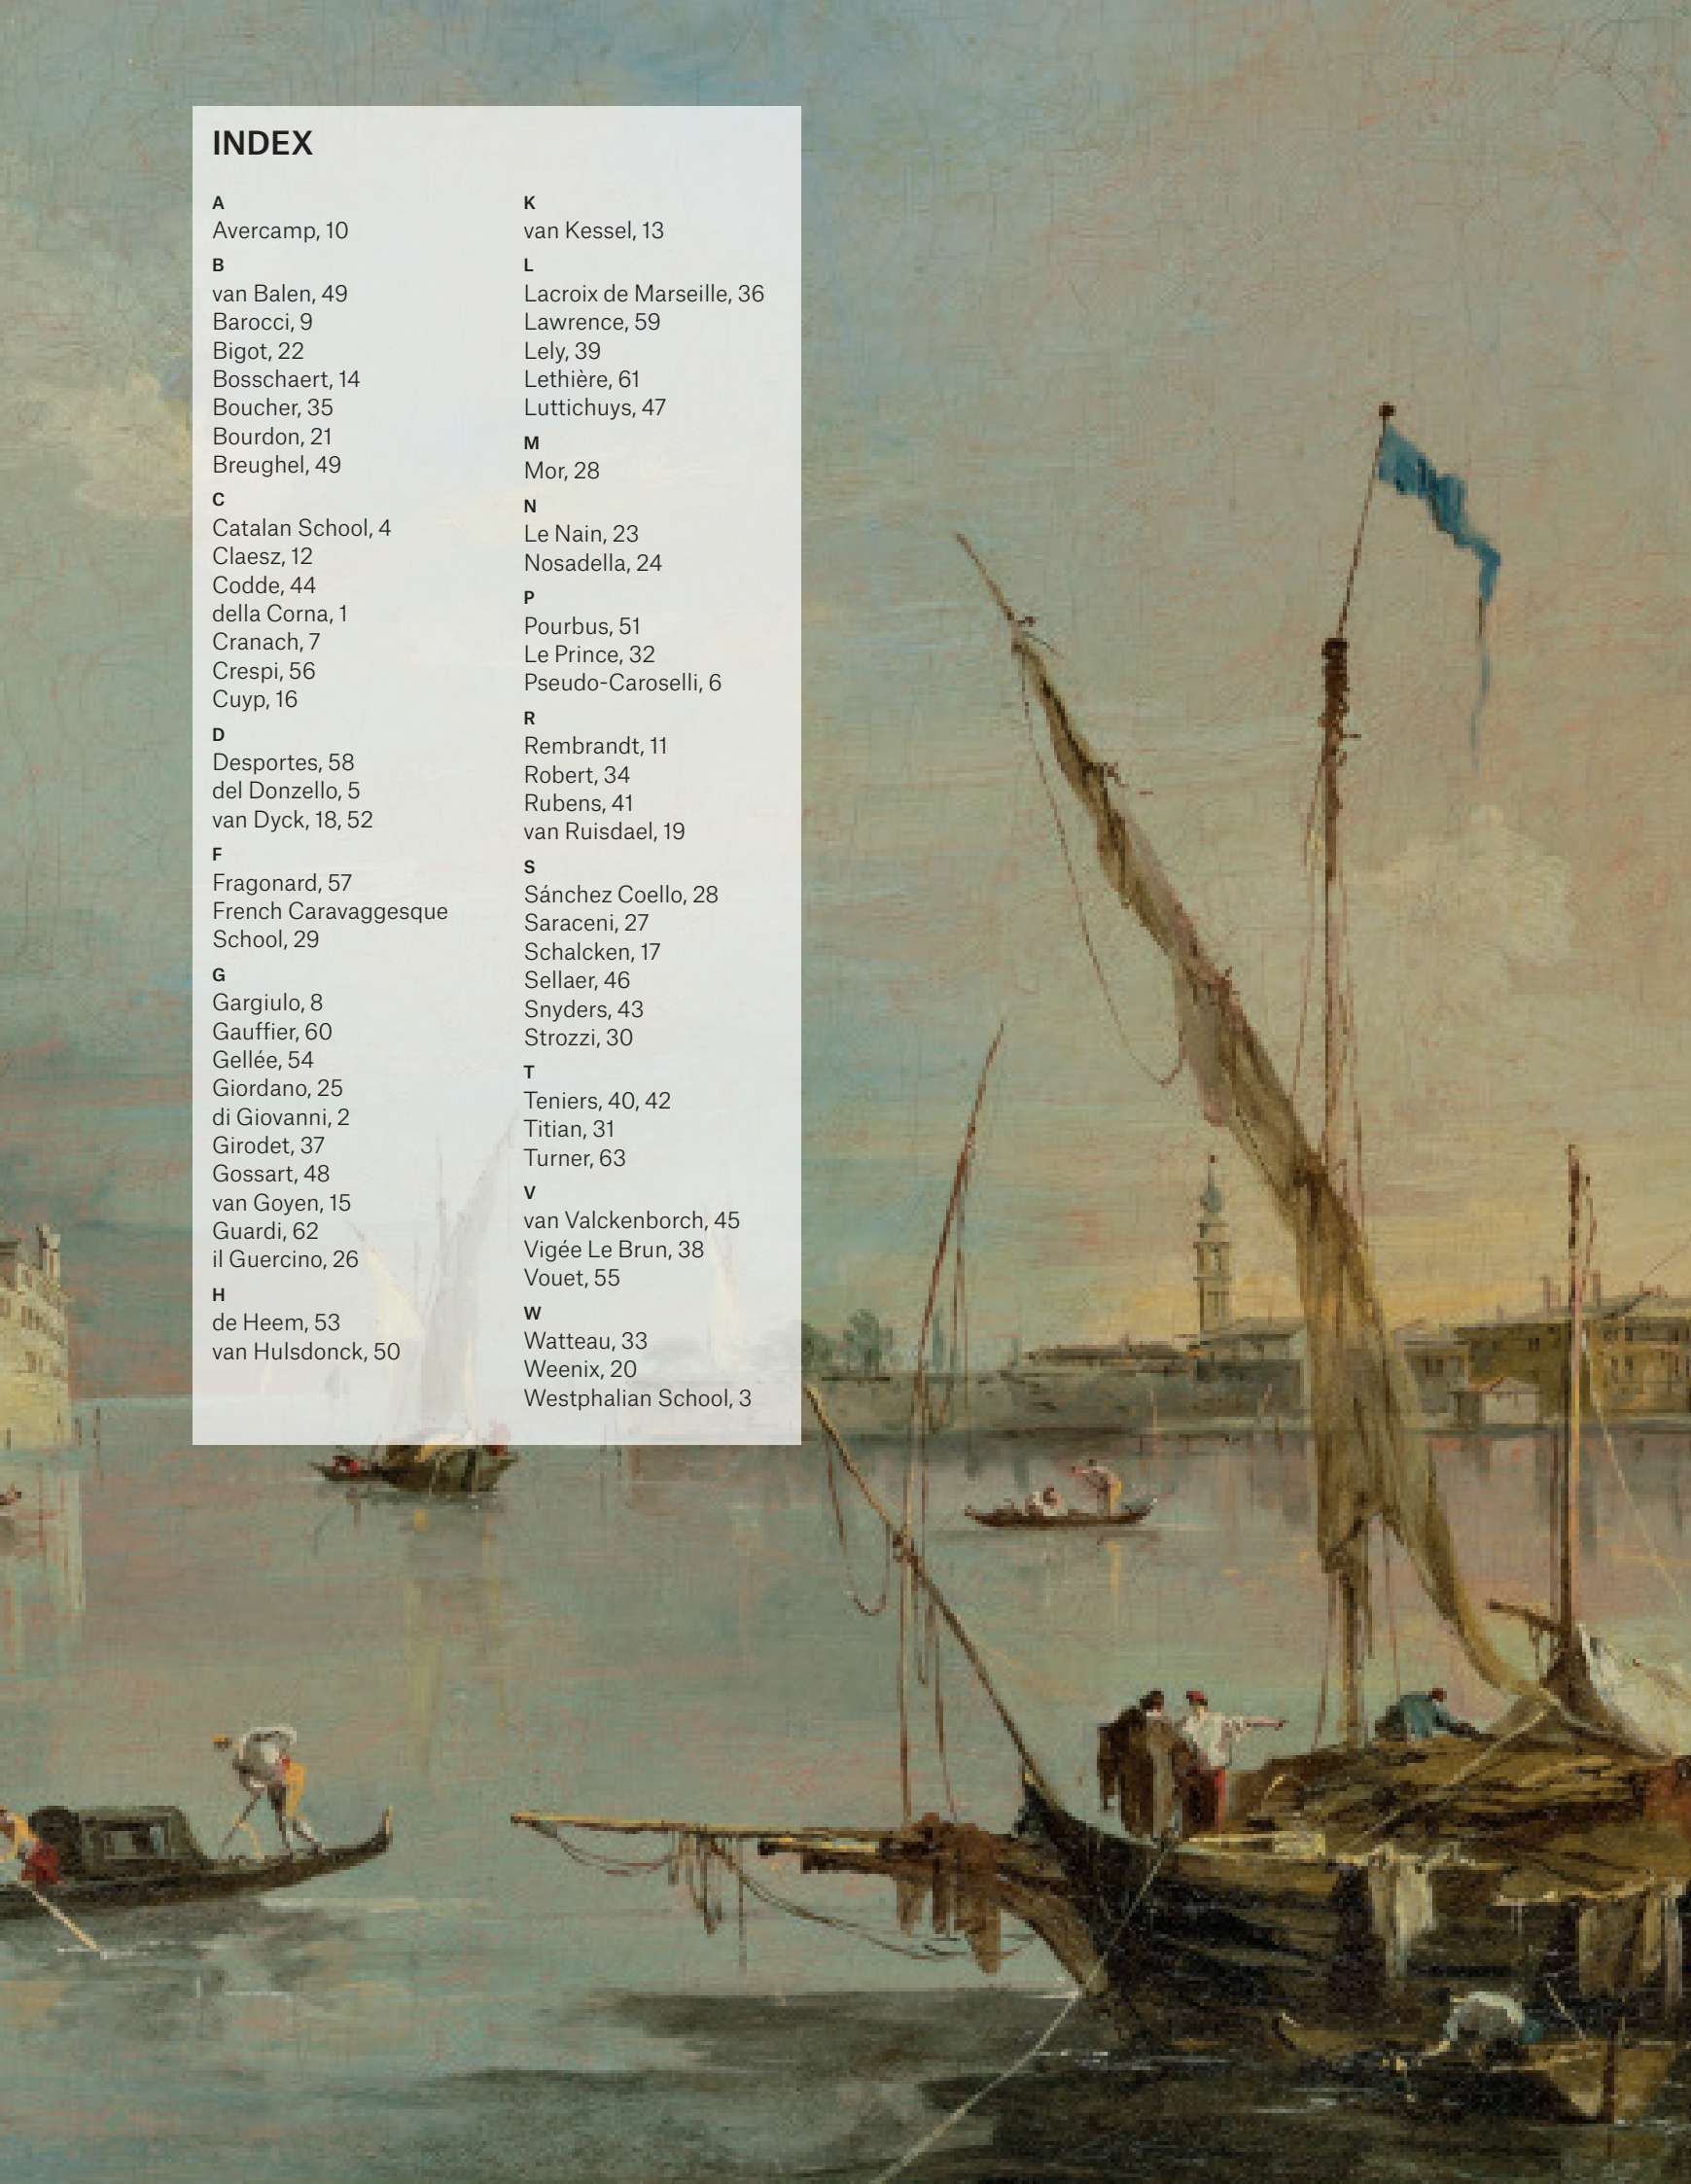 INDEX
A
Avercamp, 10
B
van Balen, 49
Barocci, 9
Bigot, 22
Bosschaert, 14
Boucher, 35
Bourdon, 21
Breughel, 49
C
Catalan School, 4
Claesz, 12
Codde, 44
della Corna, 1
Cranach, 7
Crespi, 56
Cuyp, 16
D
Desportes, 58
del Donzello, 5
van Dyck, 18, 52
F
Fragonard, 57
French Caravaggesque
School, 29
G
Gargiulo, 8
Gauffier, 60
Gellée, 54
Giordano, 25
di Giovanni, 2
Girodet, 37
Gossart, 48
van Goyen, 15
Guardi, 62
il Guercino, 26
H
de Heem, 53
van Hulsdonck, 50
K
van Kessel, 13
L
Lacroix de Marseille, 36
Lawrence, 59
Lely, 39
Lethière, 61
Luttichuys, 47
M
Mor, 28
N
Le Nain, 23
Nosadella, 24
P
Pourbus, 51
Le Prince, 32
Pseudo-Caroselli, 6
R
Rembrandt, 11
Robert, 34
Rubens, 41
van Ruisdael, 19
S
Sánchez Coello, 28
Saraceni, 27
Schalcken, 17
Sellaer, 46
Snyders, 43
Strozzi, 30
T
Teniers, 40, 42
Titian, 31
Turner, 63
V
van Valckenborch, 45
Vigée Le Brun, 38
Vouet, 55
W
Watteau, 33
Weenix, 20
Westphalian School, 3